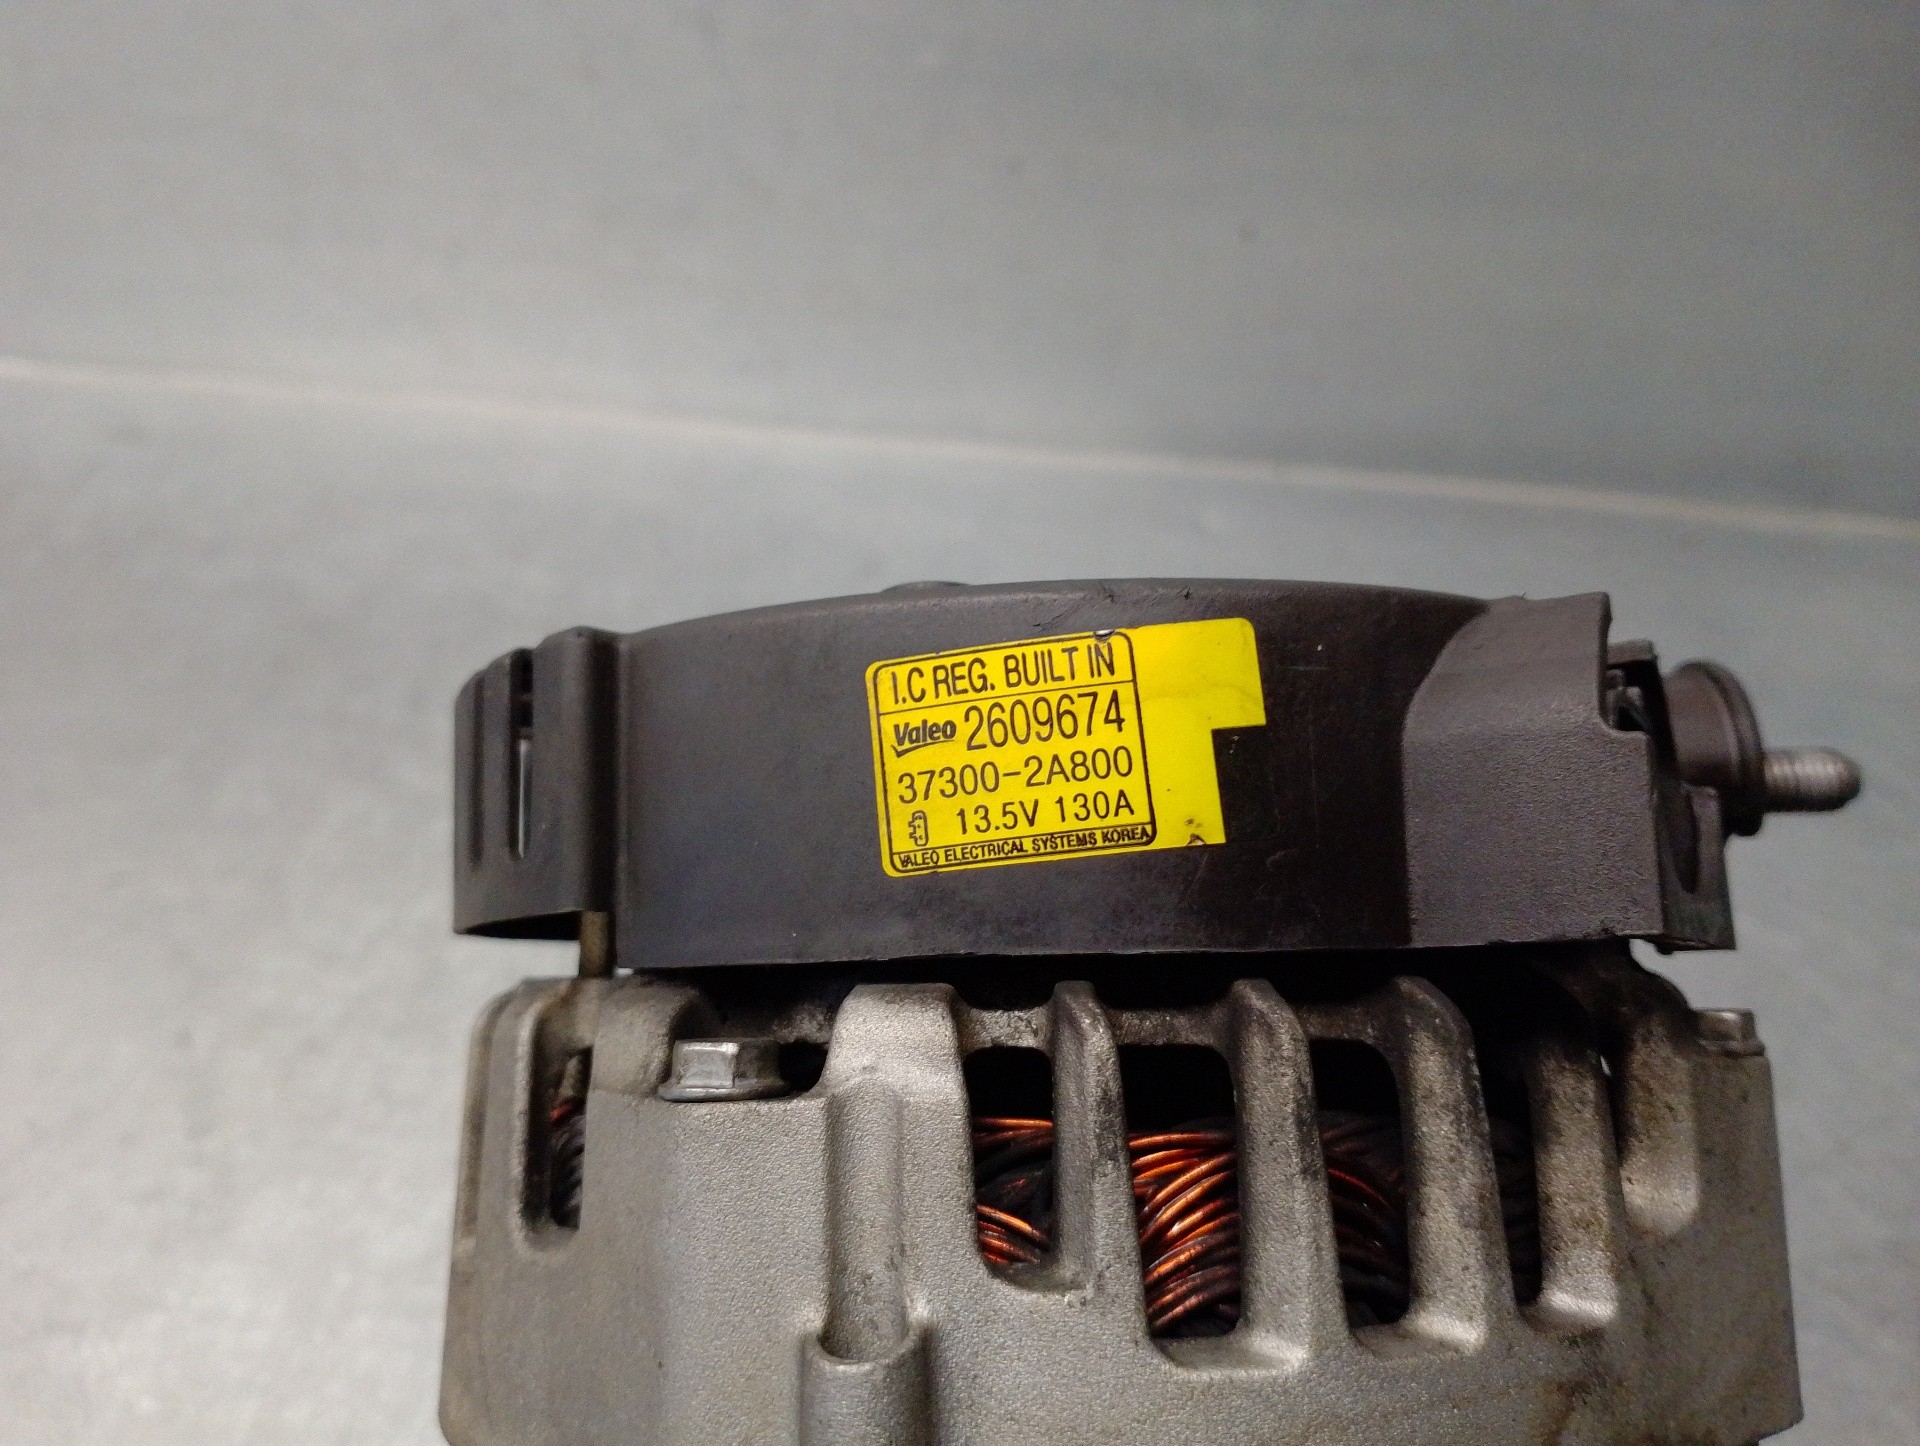 I.C REG. BUILT IN
Valeo 2609674
37300-2A800
13.5V 130A
VALEO ELECTRICAL SYSTEMS KOREA